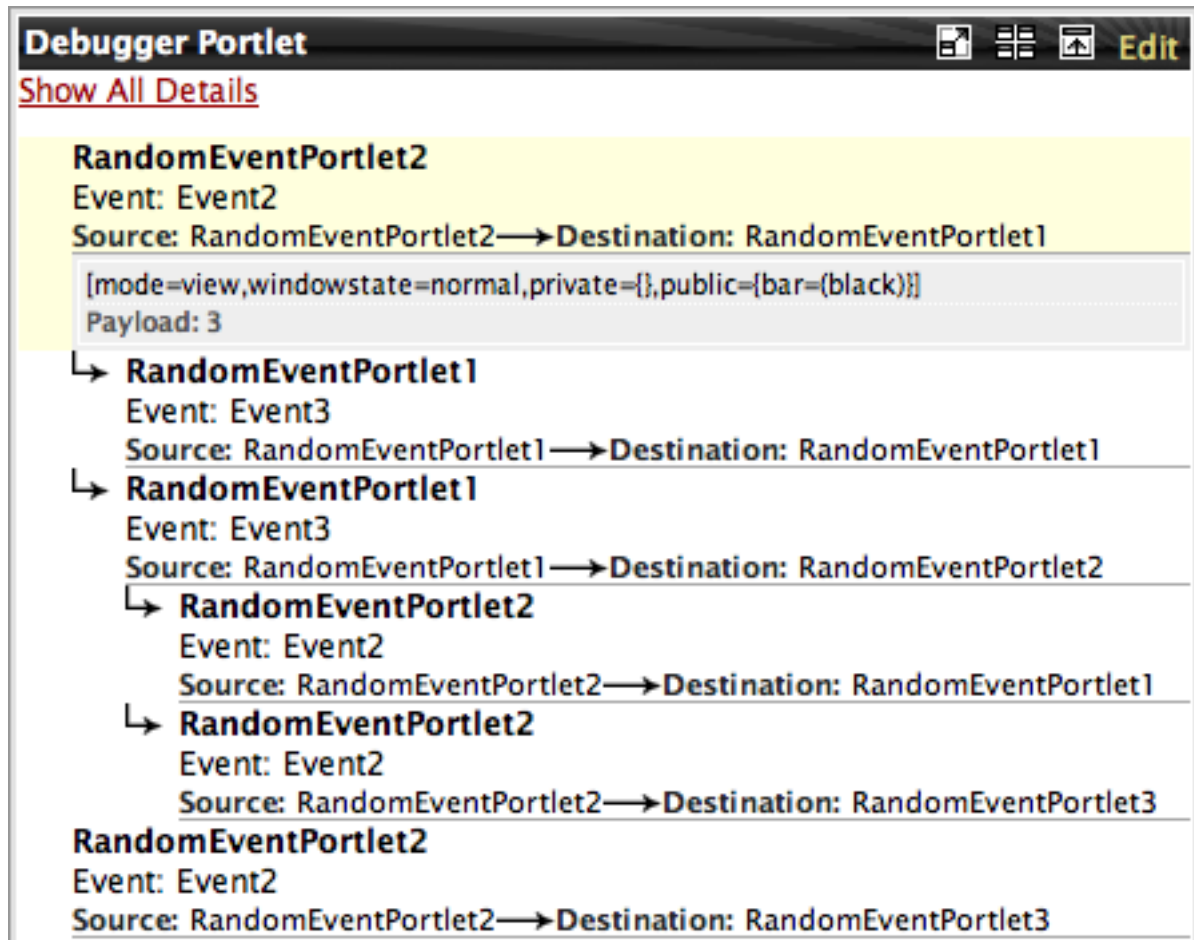 Debugger Portlet Edit
Show All Details
RandomEventPortlet2
Event: Event2
Source: RandomEventPortlet2→Destination: RandomEventPortlet1
[mode=view,windowstate=normal,private={},public={bar=(black)}]
Payload: 3
RandomEventPortlet1
Event: Event3
Source: RandomEventPortlet1→Destination: RandomEventPortlet1
RandomEventPortlet1
Event: Event3
Source: RandomEventPortlet1→Destination: RandomEventPortlet2
RandomEventPortlet2
Event: Event2
Source: RandomEventPortlet2→Destination: RandomEventPortlet1
RandomEventPortlet2
Event: Event2
Source: RandomEventPortlet2→Destination: RandomEventPortlet3
RandomEventPortlet2
Event: Event2
Source: RandomEventPortlet2→Destination: RandomEventPortlet3